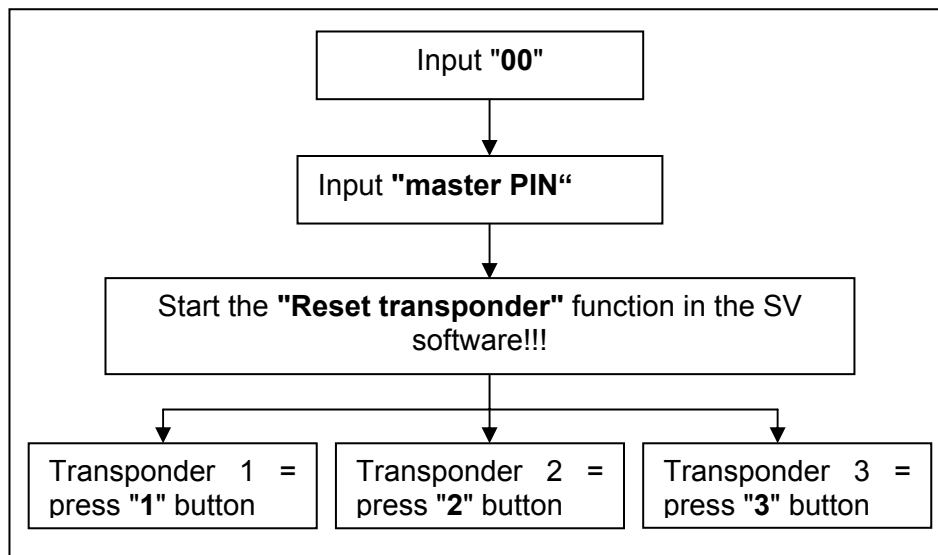 Input "00"
Input "master PIN“
Start the "Reset transponder" function in the SV
software!!!
Transponder 1 =
press "1" button
Transponder 2 =
press "2" button
Transponder 3 =
press "3" button